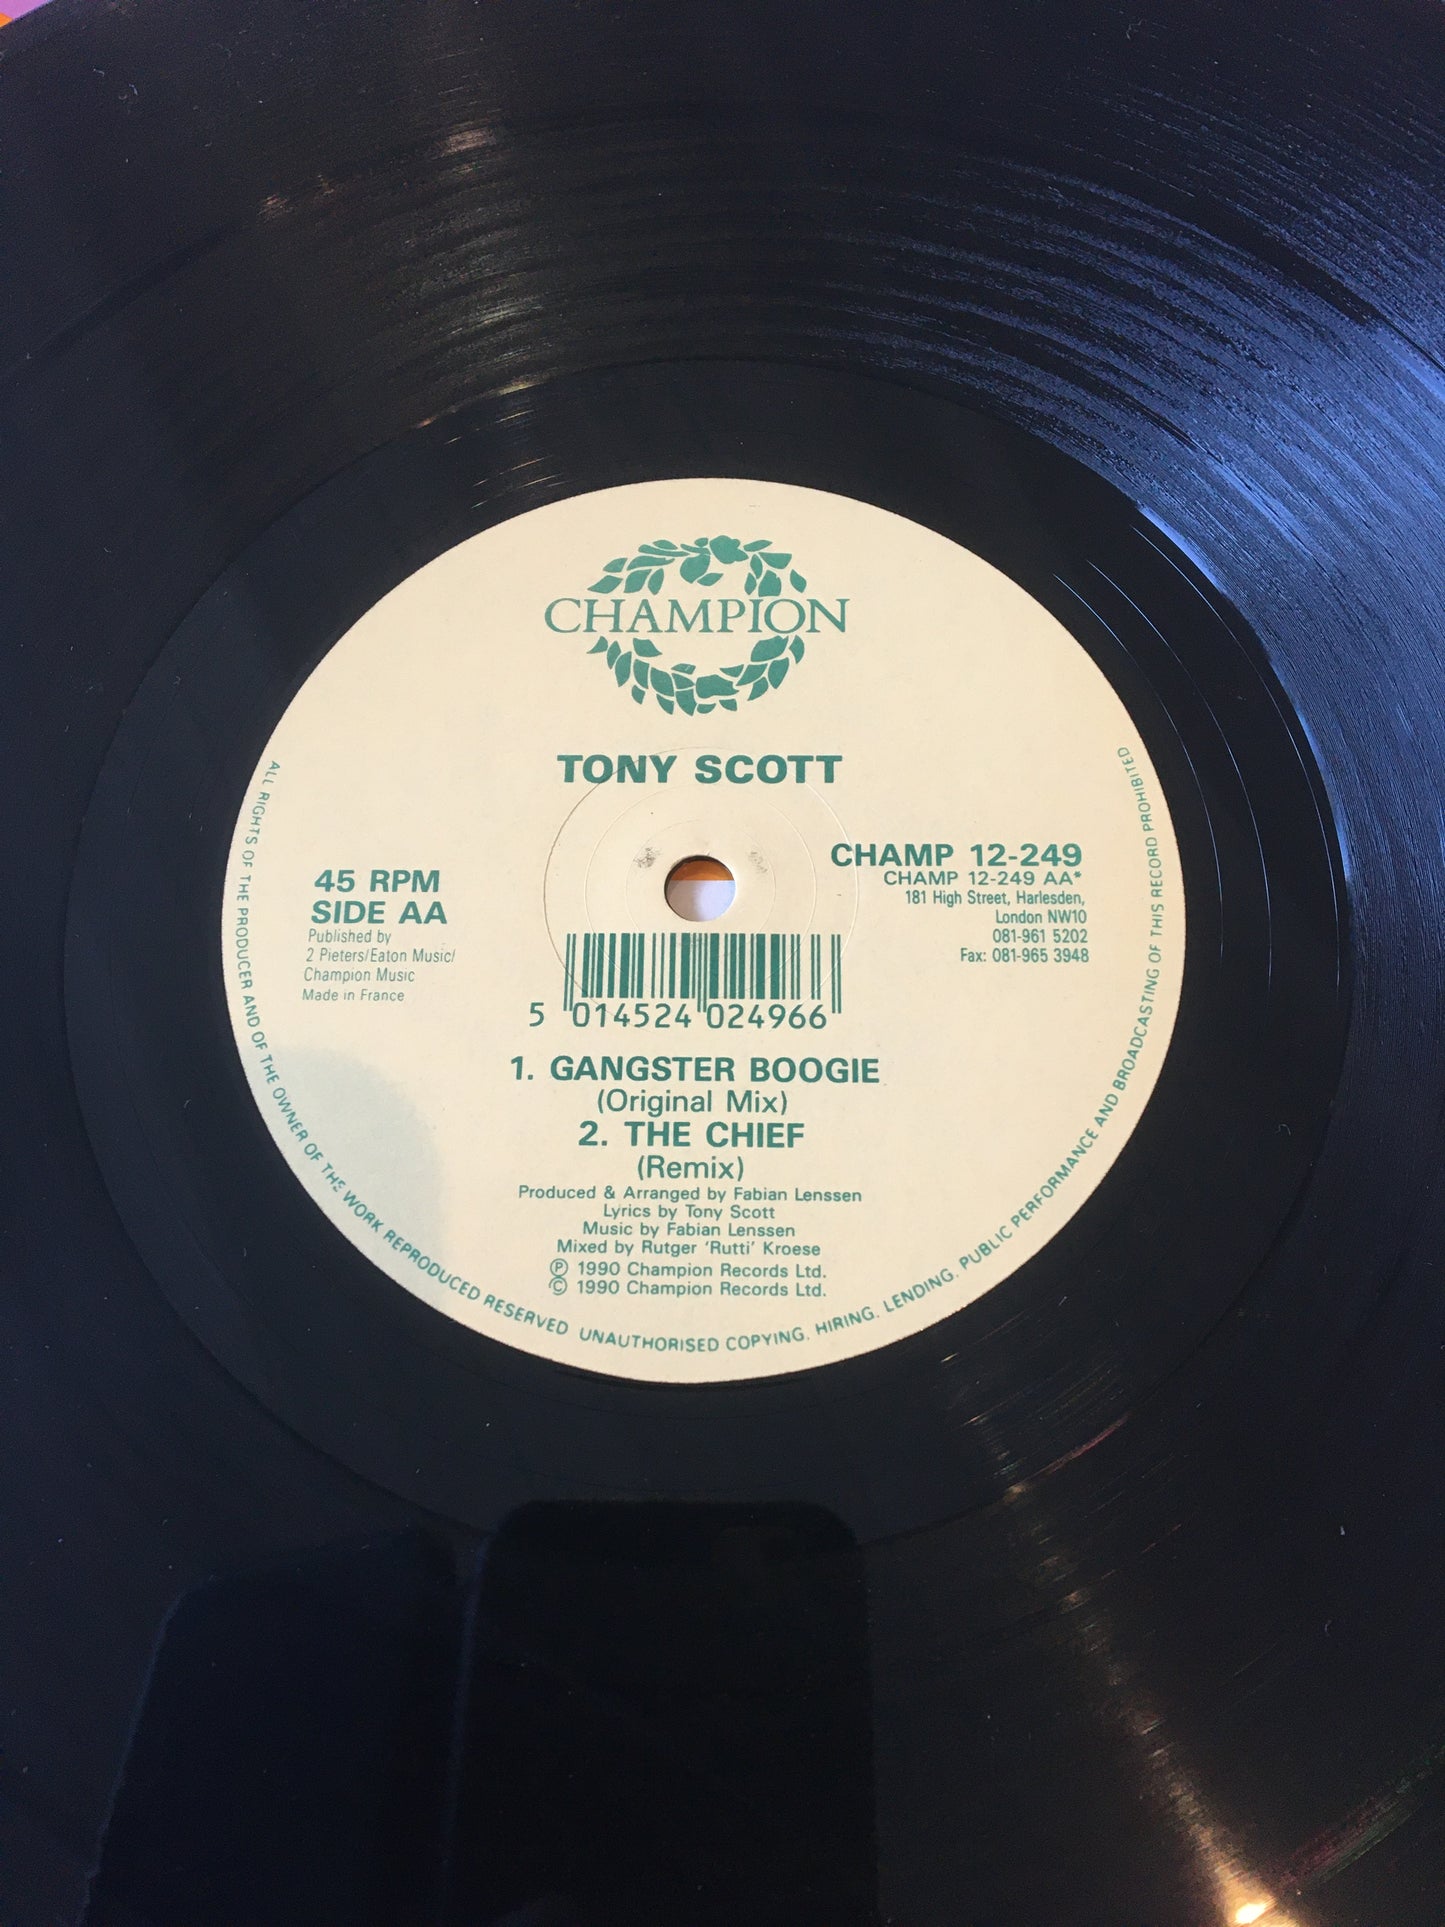 CHAMPION
TONY SCOTT
45 RPM
SIDE AA
Published by
2 Pieters/Eaton Music/
Champion Music
Made in France
CHAMP 12-249
CHAMP 12-249 AA*
181 High Street, Harlesden,
London NW10
081-961 5202
Fax: 081-965 3948
5 014524 024966
1. GANGSTER BOOGIE
(Original Mix)
2. THE CHIEF
(Remix)
Produced & Arranged by Fabian Lenssen
Lyrics by Tony Scott
Music by Fabian Lenssen
Mixed by Rutger 'Rutti' Kroese
℗ 1990 Champion Records Ltd.
© 1990 Champion Records Ltd.
ALL RIGHTS OF THE PRODUCER AND OF THE OWNER OF THE WORK REPRODUCED RESERVED UNAUTHORISED COPYING. HIRING. LENDING. PUBLIC PERFORMANCE AND BROADCASTING OF THIS RECORD PROHIBITED